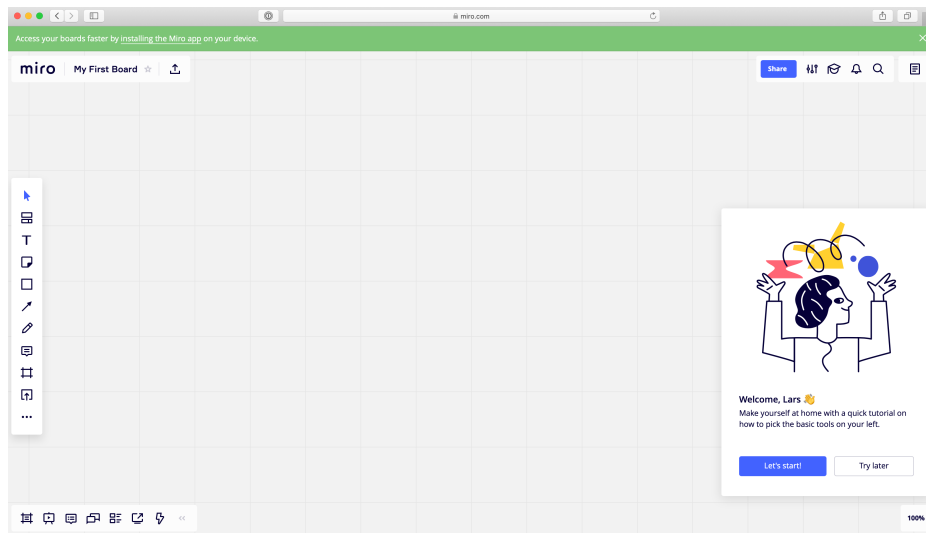 miro.com
Access your boards faster by installing the Miro app on your device.
miro
My First Board
Share
Welcome, Lars 👋
Make yourself at home with a quick tutorial on
how to pick the basic tools on your left.
Let's start!
Try later
100%